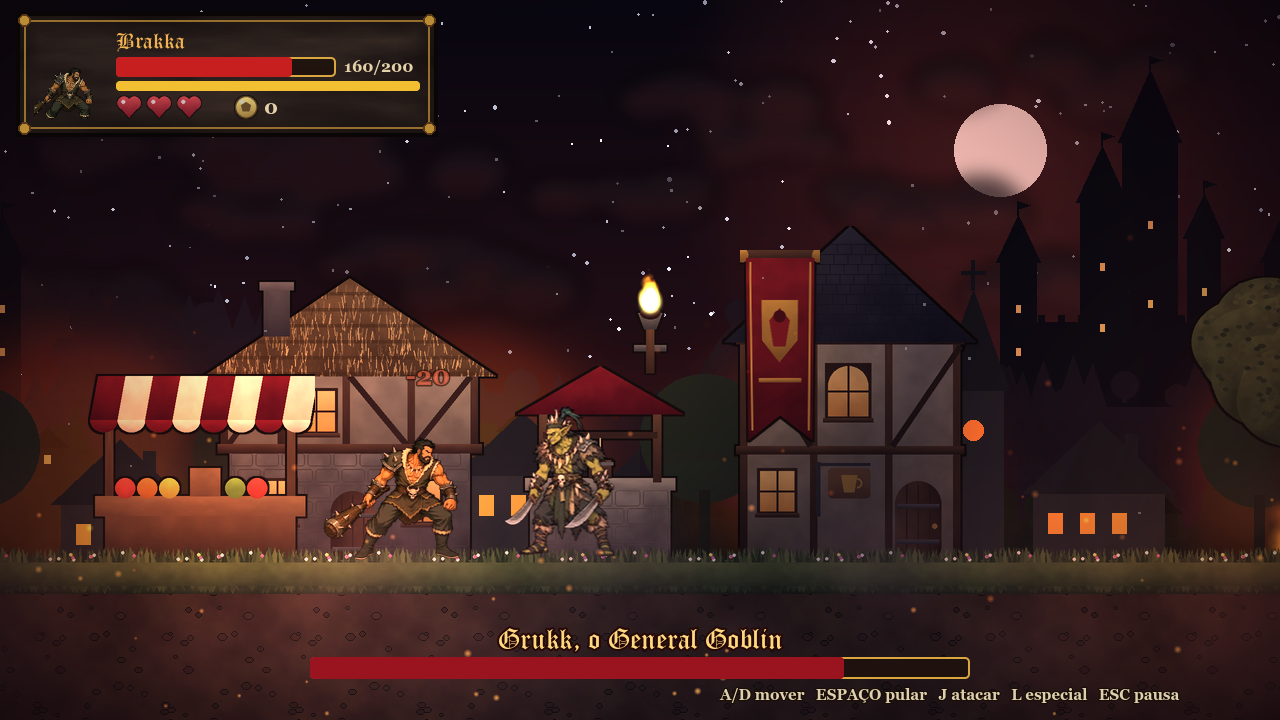 Brakka
160/200
0
-20
Grukk, o General Goblin
A/D mover ESPAÇO pular J atacar L especial ESC pausa